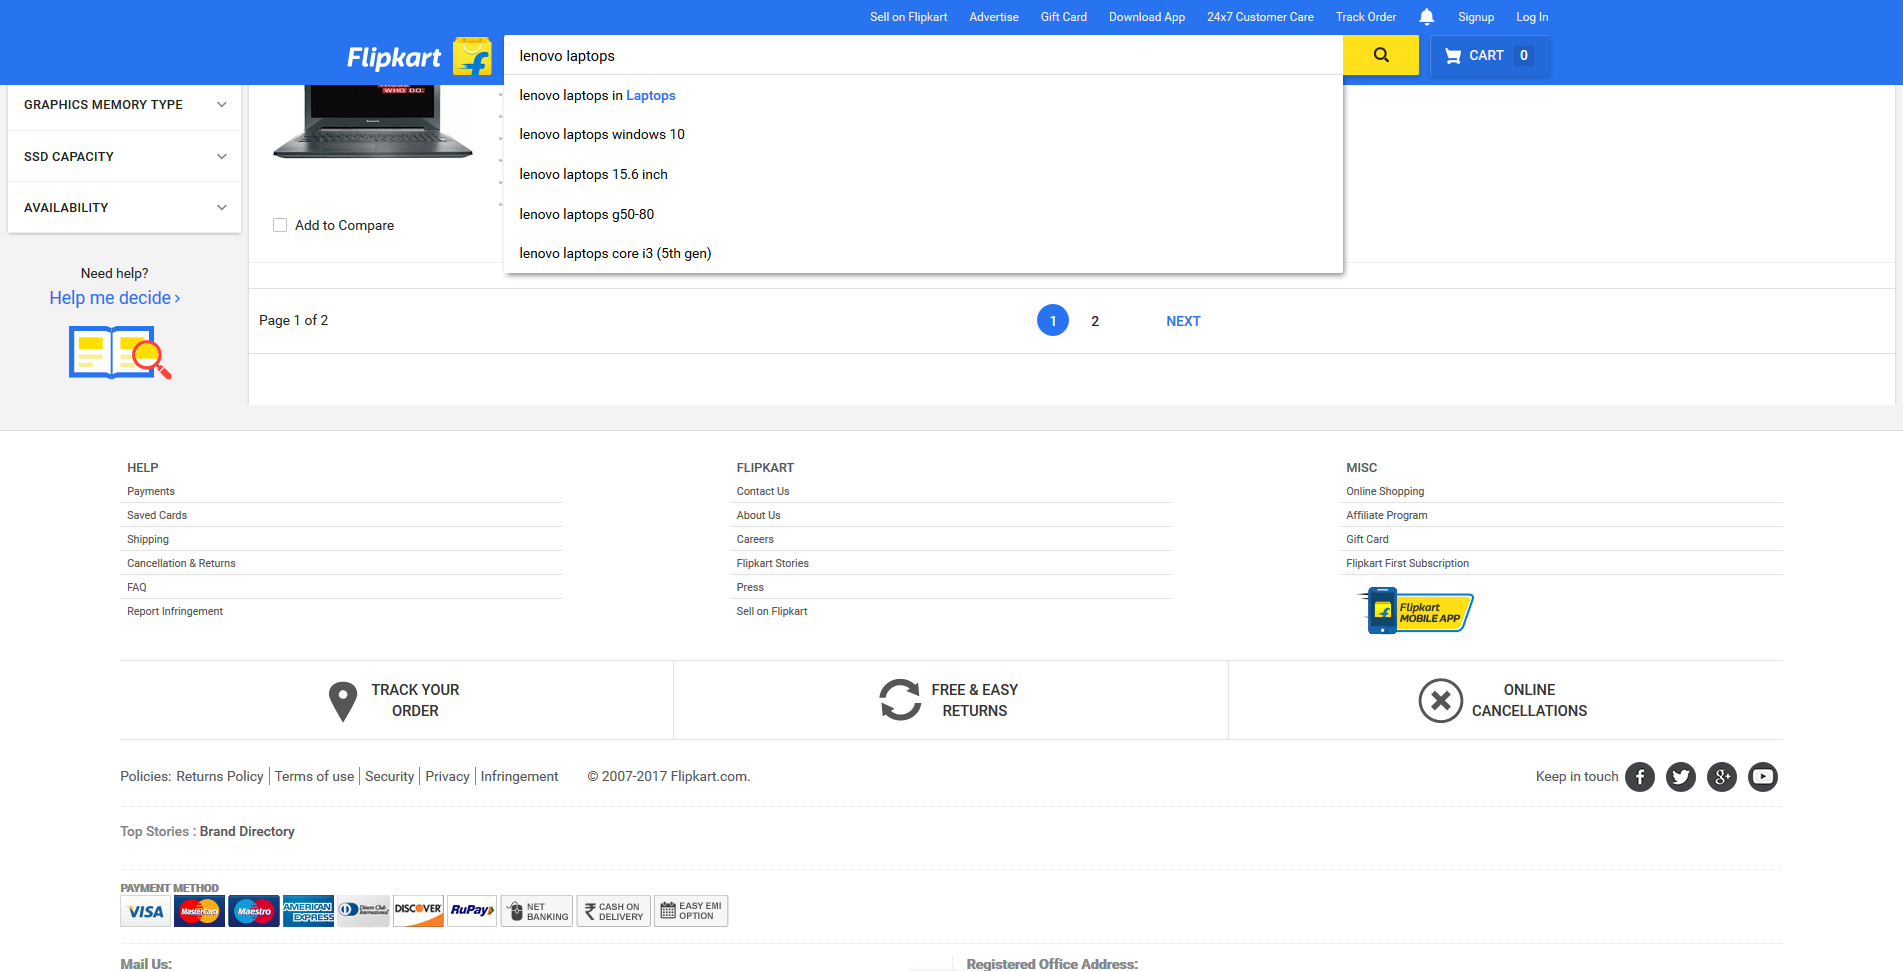 Sell on Flipkart Advertise Gift Card Download App 24x7 Customer Care Track Order Signup Log In
Flipkart
lenovo laptops
CART 0
lenovo laptops in Laptops
lenovo laptops windows 10
lenovo laptops 15.6 inch
lenovo laptops g50-80
lenovo laptops core i3 (5th gen)
GRAPHICS MEMORY TYPE
SSD CAPACITY
AVAILABILITY
WHO DO.
Add to Compare
Need help?
Help me decide ›
Page 1 of 2
1 2 NEXT
HELP
Payments
Saved Cards
Shipping
Cancellation & Returns
FAQ
Report Infringement
FLIPKART
Contact Us
About Us
Careers
Flipkart Stories
Press
Sell on Flipkart
MISC
Online Shopping
Affiliate Program
Gift Card
Flipkart First Subscription
Flipkart
MOBILE APP
TRACK YOUR
ORDER
FREE & EASY
RETURNS
ONLINE
CANCELLATIONS
Policies: Returns Policy Terms of use Security Privacy Infringement © 2007-2017 Flipkart.com.
Keep in touch
Top Stories : Brand Directory
PAYMENT METHOD
VISA
MasterCard
Maestro
AMERICAN
EXPRESS
Diners Club
International
DISCOVER
RuPay
NET
BANKING
CASH ON
DELIVERY
EASY EMI
OPTION
Mail Us:
Registered Office Address: